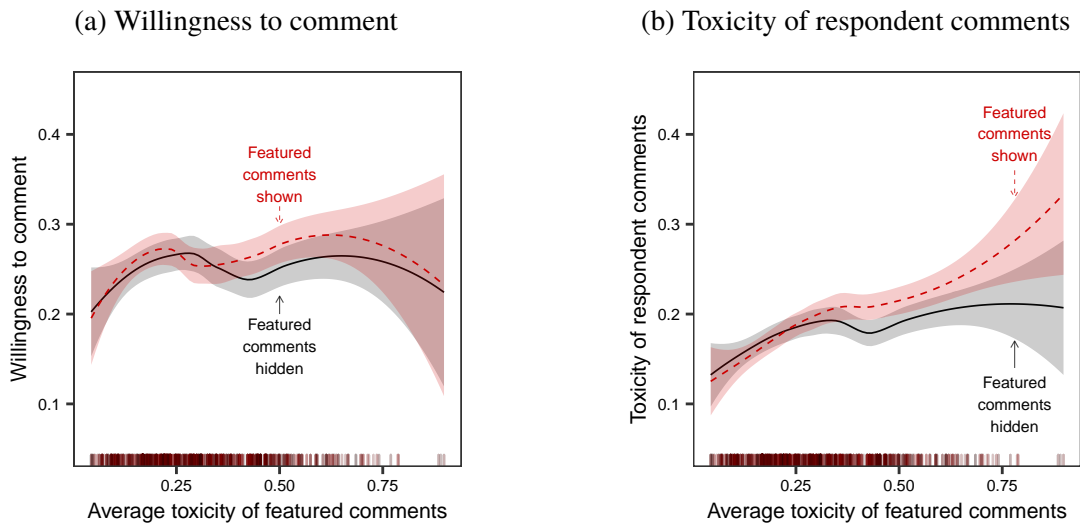 (a) Willingness to comment
Willingness to comment
0.4
0.3
0.2
0.1
Featured
comments
shown
Featured
comments
hidden
0.25
0.50
0.75
Average toxicity of featured comments
(b) Toxicity of respondent comments
Toxicity of respondent comments
0.4
0.3
0.2
0.1
Featured
comments
shown
Featured
comments
hidden
0.25
0.50
0.75
Average toxicity of featured comments